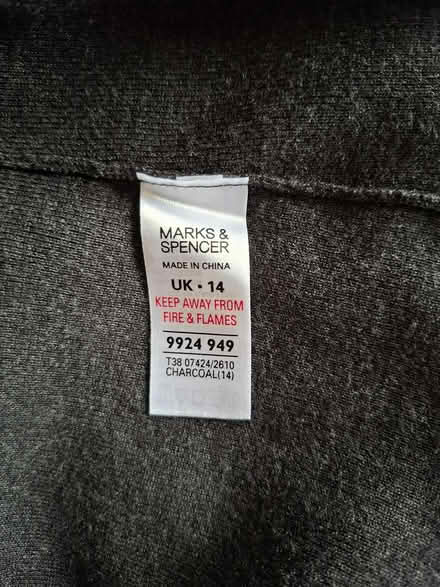 MARKS &
SPENCER
MADE IN CHINA
UK • 14
KEEP AWAY FROM
FIRE & FLAMES
9924 949
T38 07424/2610
CHARCOAL(14)